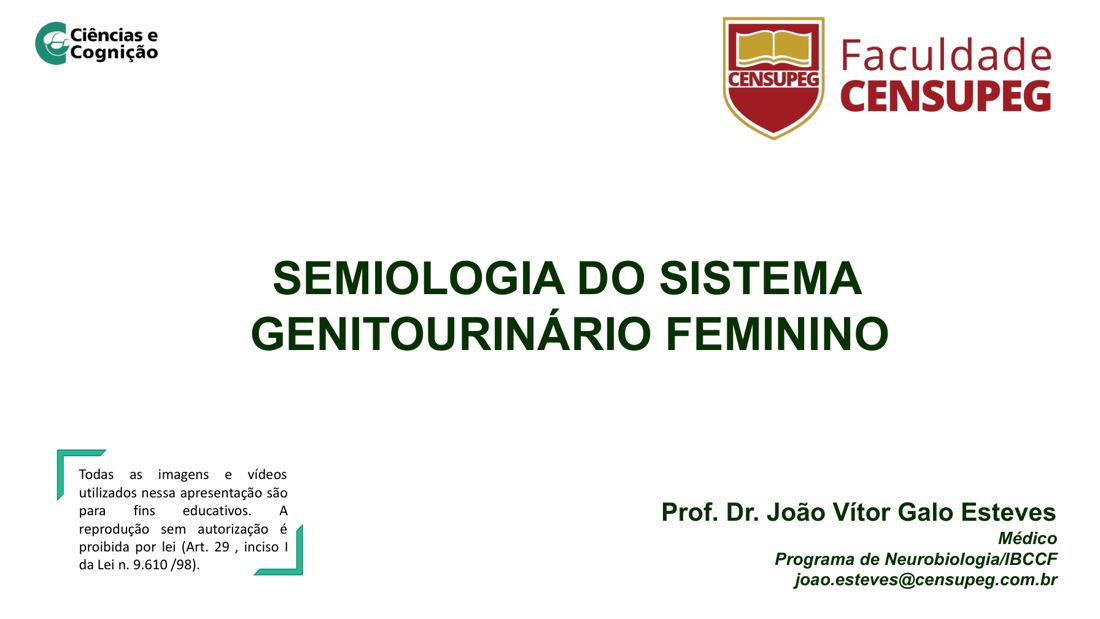 Ciências e
Cognição
CENSUPEG
Faculdade
CENSUPEG
SEMIOLOGIA DO SISTEMA
GENITOURINÁRIO FEMININO
Todas as imagens e vídeos
utilizados nessa apresentação são
para fins educativos. A
reprodução sem autorização é
proibida por lei (Art. 29 , inciso I
da Lei n. 9.610 /98).
Prof. Dr. João Vítor Galo Esteves
Médico
Programa de Neurobiologia/IBCCF
joao.esteves@censupeg.com.br